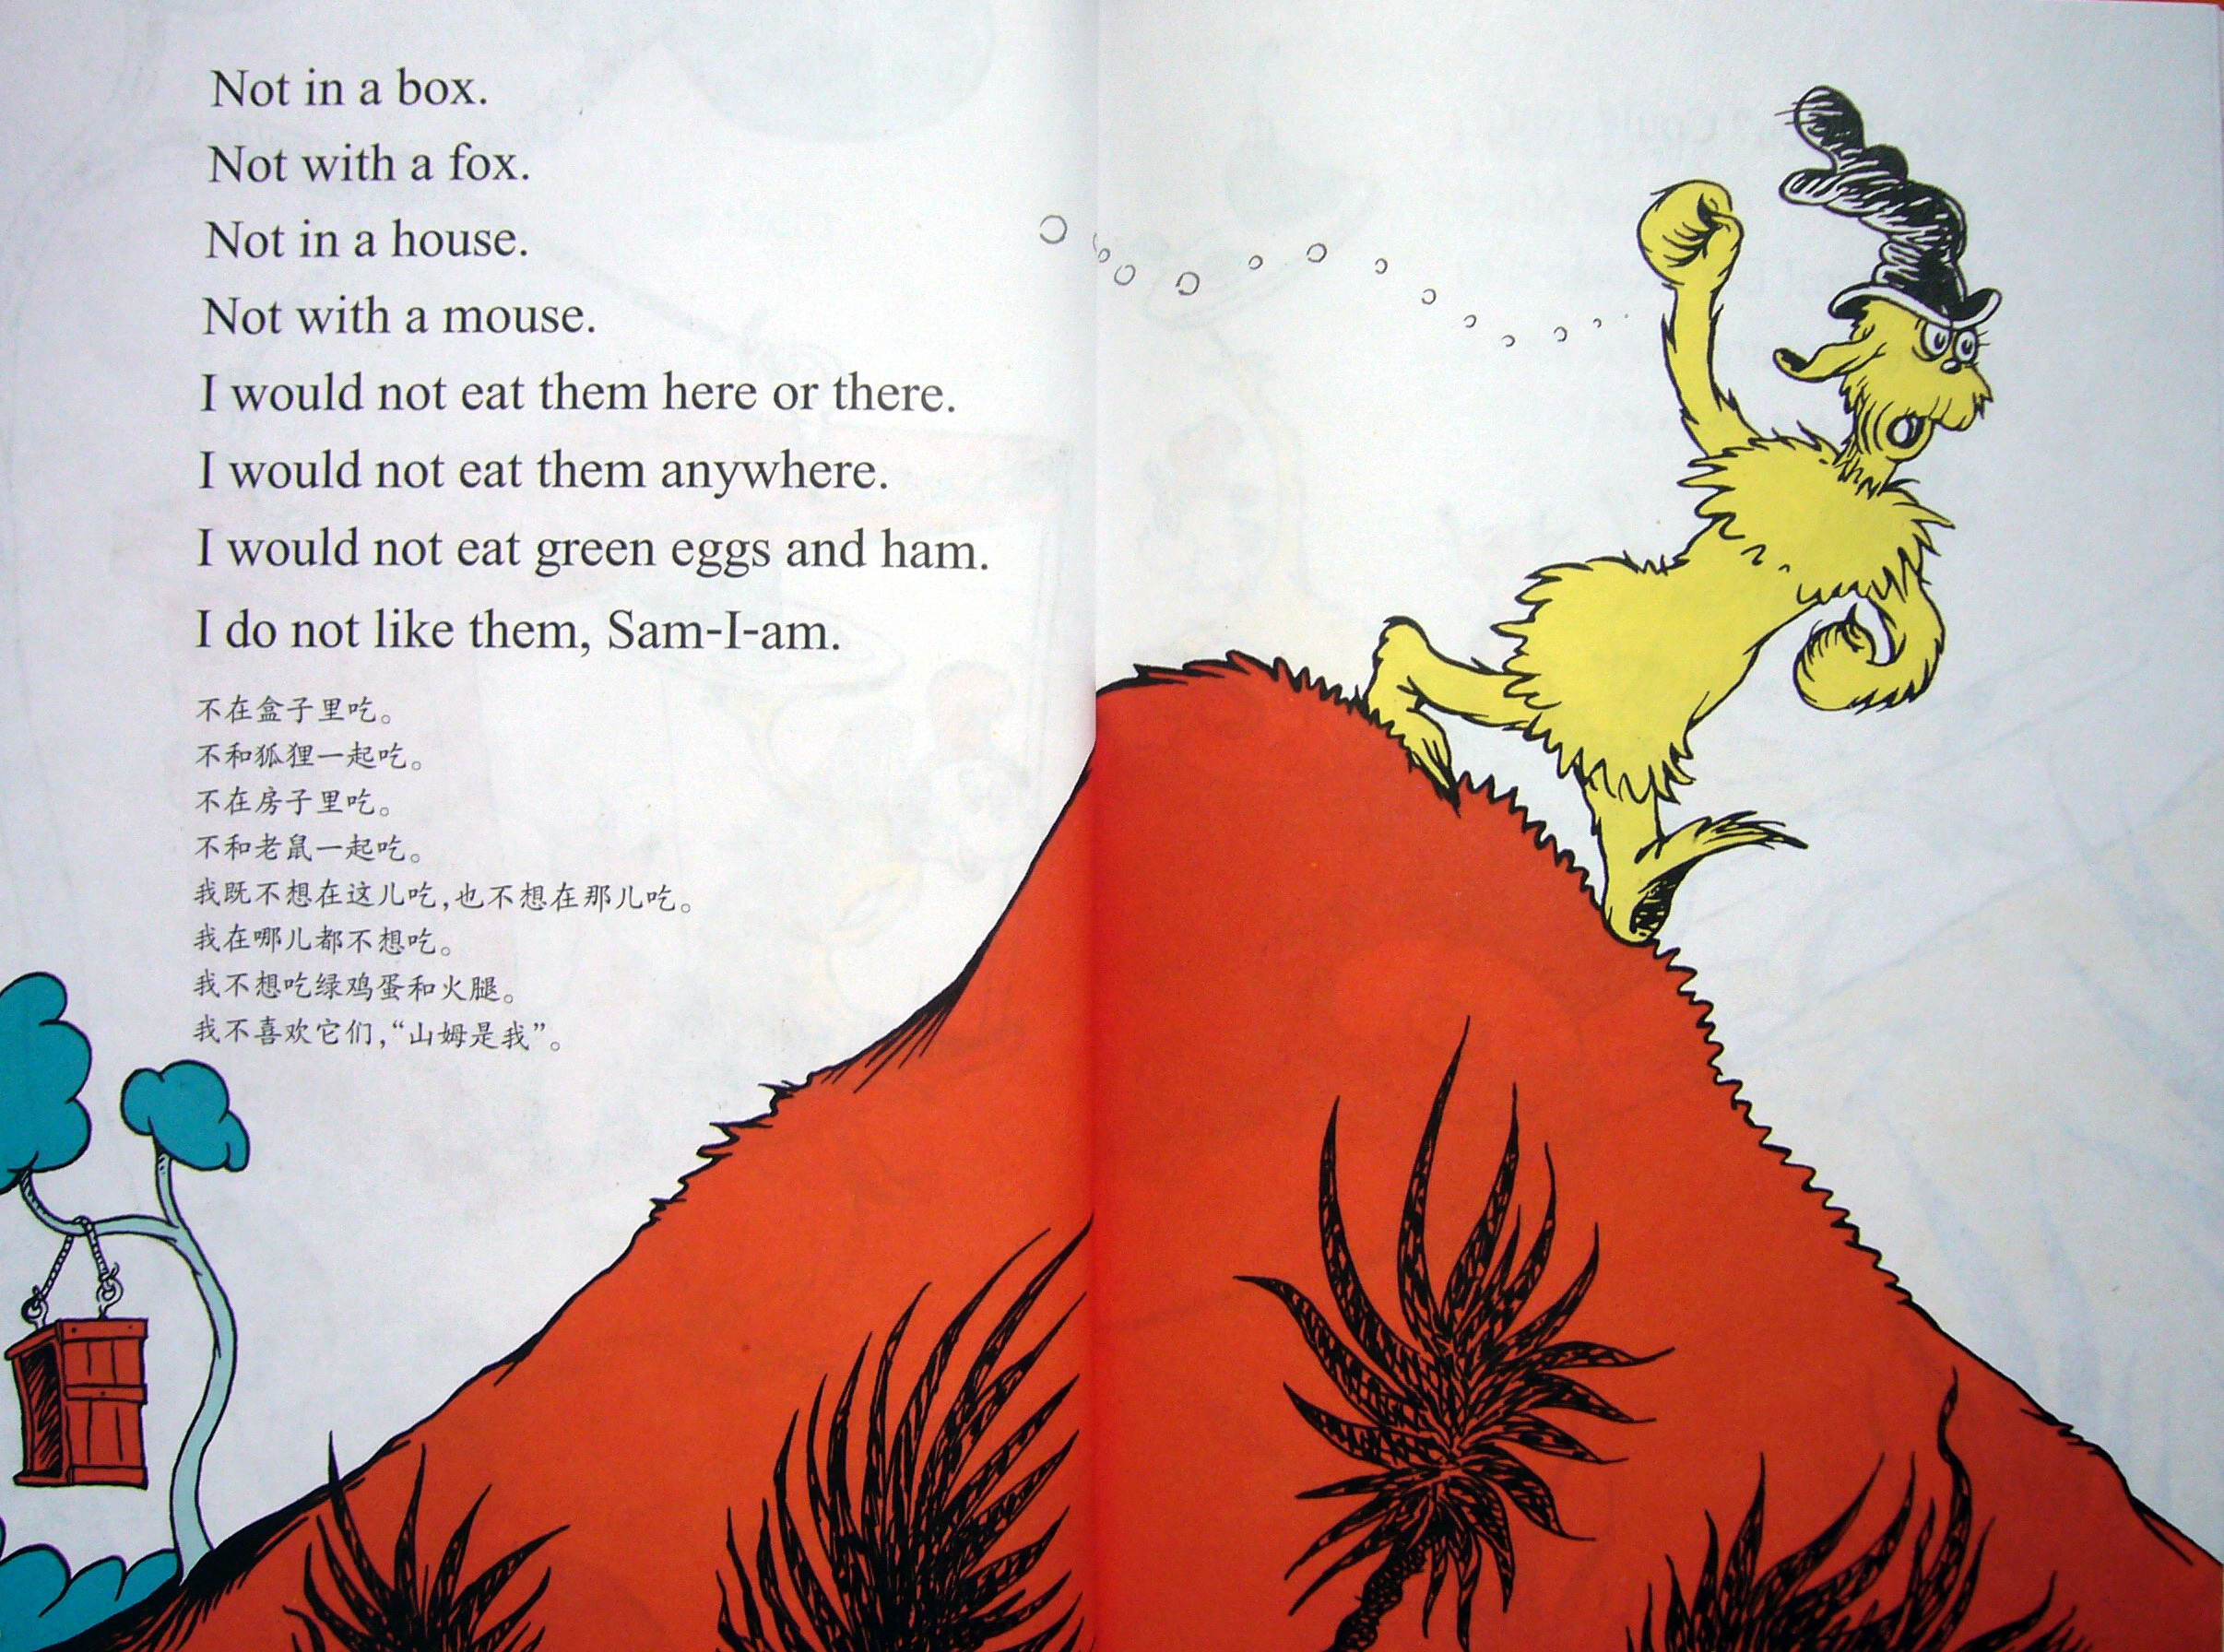 Not in a box.
Not with a fox.
Not in a house.
Not with a mouse.
I would not eat them here or there.
I would not eat them anywhere.
I would not eat green eggs and ham.
I do not like them, Sam-I-am.
不在盒子里吃。
不和狐狸一起吃。
不在房子里吃。
不和老鼠一起吃。
我既不想在这儿吃,也不想在那儿吃。
我在哪儿都不想吃。
我不想吃绿鸡蛋和火腿。
我不喜欢它们,“山姆是我”。